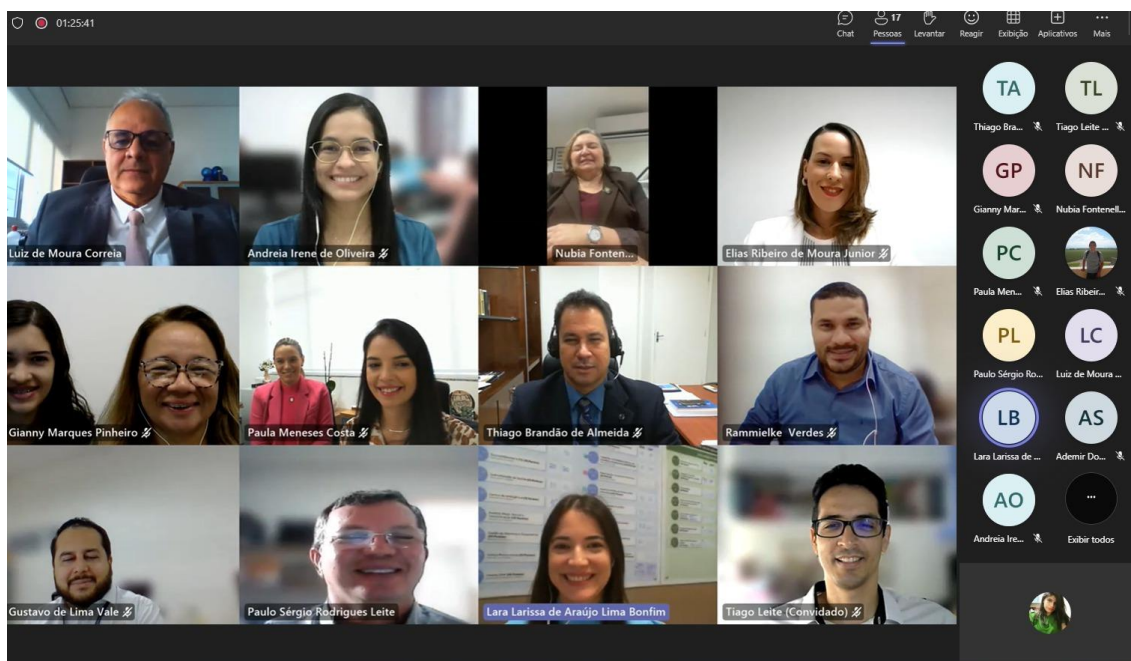 01:25:41
Chat
17
Pessoas
Levantar
Reagir
Exibição
Aplicativos
Mais
Luiz de Moura Correia
Andreia Irene de Oliveira
Nubia Fonten...
Elias Ribeiro de Moura Junior
Gianny Marques Pinheiro
Paula Meneses Costa
Thiago Brandão de Almeida
Rammielke Verdes
Gustavo de Lima Vale
Paulo Sérgio Rodrigues Leite
Lara Larissa de Araújo Lima Bonfim
Tiago Leite (Convidado)
TA
TL
Thiago Bra...
Tiago Leite ...
GP
NF
Gianny Mar...
Nubia Fontenell...
PC
Paula Men...
Elias Ribeir...
PL
LC
Paulo Sérgio Ro...
Luiz de Moura ...
LB
AS
Lara Larissa de ...
Ademir Do...
AO
...
Andreia Ire...
Exibir todos